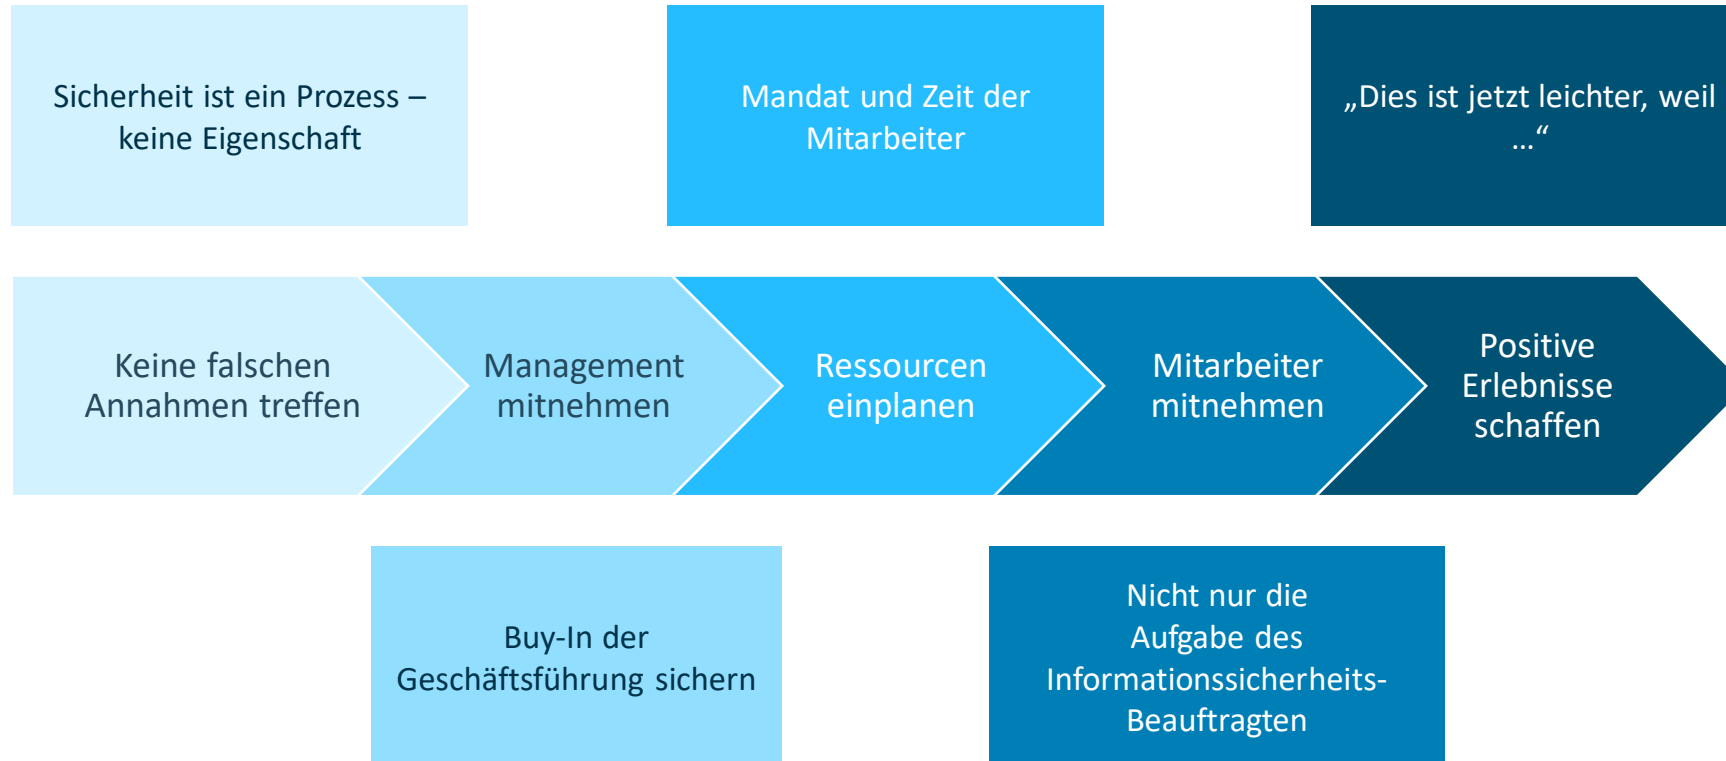 Sicherheit ist ein Prozess –
keine Eigenschaft
Mandat und Zeit der
Mitarbeiter
„Dies ist jetzt leichter, weil
…“
Keine falschen
Annahmen treffen
Management
mitnehmen
Ressourcen
einplanen
Mitarbeiter
mitnehmen
Positive
Erlebnisse
schaffen
Buy-In der
Geschäftsführung sichern
Nicht nur die
Aufgabe des
Informationssicherheits-
Beauftragten